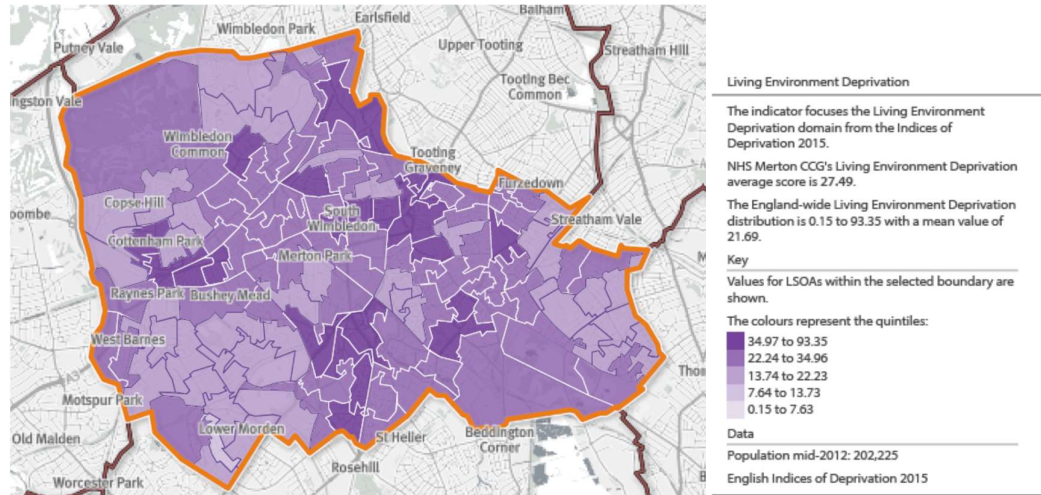 Balham
Earlsfield
Wimbledon Park
Putney Vale
Upper Tooting
Streatham Hill
Tooting Bec
Common
Wimbledon
Common
Tooting
Graveney
Furzedown
Copse Hill
South
Wimbledon
Streatham Vale
Cottenham Park
Merton Park
Raynes Park
Bushey Mead
West Barnes
A3
Motspur Park
Lower Morden
St Helier
Beddington
Corner
Old Malden
Rosehill
Worcester Park
Living Environment Deprivation
The indicator focuses the Living Environment
Deprivation domain from the Indices of
Deprivation 2015.
NHS Merton CCG's Living Environment Deprivation
average score is 27.49.
The England-wide Living Environment Deprivation
distribution is 0.15 to 93.35 with a mean value of
21.69.
Key
Values for LSOAs within the selected boundary are
shown.
The colours represent the quintiles:
34.97 to 93.35
22.24 to 34.96
13.74 to 22.23
7.64 to 13.73
0.15 to 7.63
Data
Population mid-2012: 202,225
English Indices of Deprivation 2015